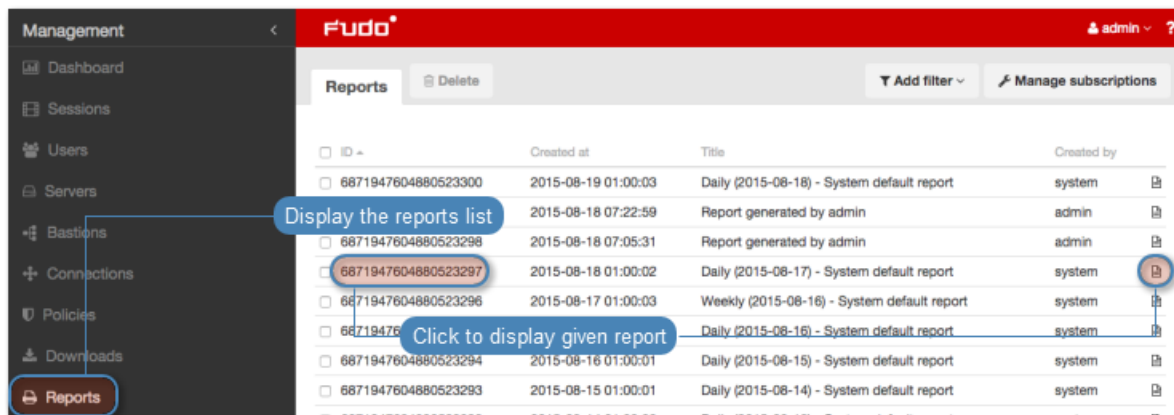 Management
Dashboard
Sessions
Users
Servers
Bastions
Connections
Policies
Downloads
Reports
FUDO
admin ?
Reports Delete Add filter Manage subscriptions
ID Created at Title Created by
6871947604880523300 2015-08-19 01:00:03 Daily (2015-08-18) - System default report system
Display the reports list
2015-08-18 07:22:59 Report generated by admin admin
6871947604880523298 2015-08-18 07:05:31 Report generated by admin admin
6871947604880523297 2015-08-18 01:00:02 Daily (2015-08-17) - System default report system
6871947604880523296 2015-08-17 01:00:03 Weekly (2015-08-16) - System default report system
Click to display given report
Daily (2015-08-16) - System default report system
6871947604880523294 2015-08-16 01:00:01 Daily (2015-08-15) - System default report system
6871947604880523293 2015-08-15 01:00:01 Daily (2015-08-14) - System default report system